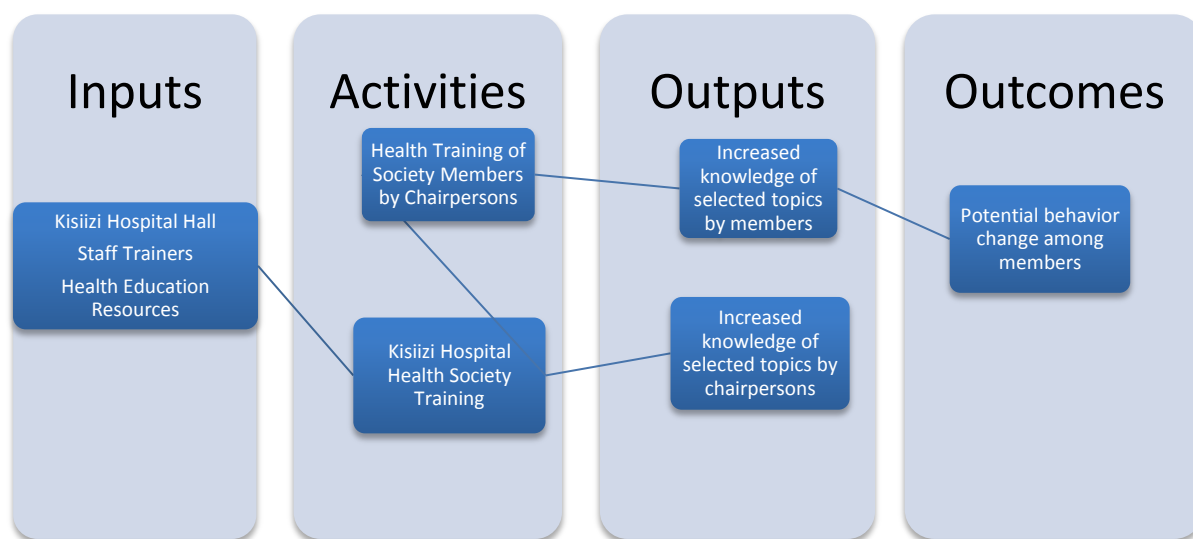 Inputs
Kisiizi Hospital Hall
Staff Trainers
Health Education
Resources
Activities
Health Training of
Society Members
by Chairpersons
Kisiizi Hospital
Health Society
Training
Outputs
Increased
knowledge of
selected topics
by members
Increased
knowledge of
selected topics by
chairpersons
Outcomes
Potential behavior
change among
members